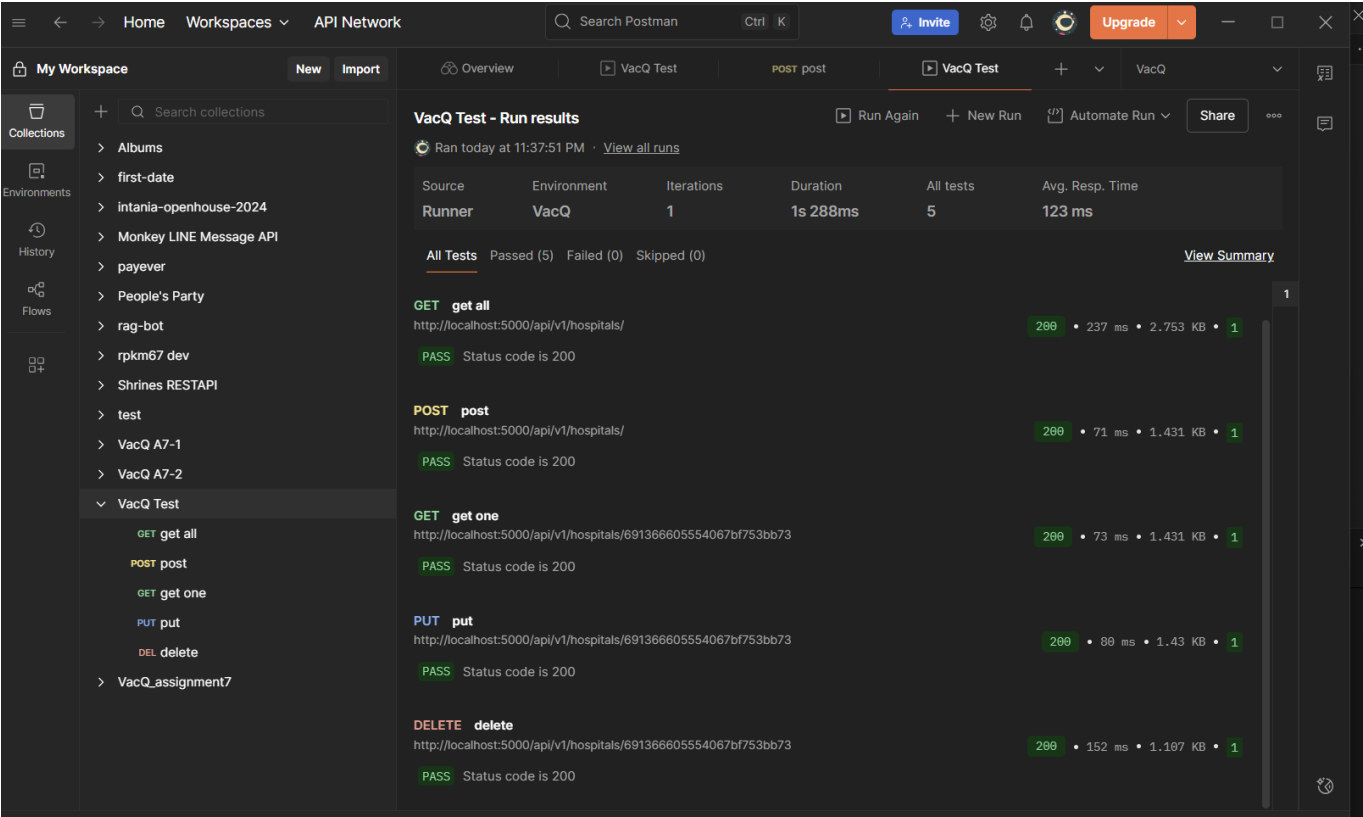 Home Workspaces API Network Search Postman Ctrl K Invite Upgrade
My Workspace New Import Overview VacQ Test POST post VacQ Test VacQ
Collections
Environments
History
Flows
Search collections
Albums
first-date
intania-openhouse-2024
Monkey LINE Message API
payever
People's Party
rag-bot
rpkm67 dev
Shrines RESTAPI
test
VacQ A7-1
VacQ A7-2
VacQ Test
GET get all
POST post
GET get one
PUT put
DEL delete
VacQ_assignment7
VacQ Test - Run results Run Again New Run Automate Run Share
Ran today at 11:37:51 PM · View all runs
Source Environment Iterations Duration All tests Avg. Resp. Time
Runner VacQ 1 1s 288ms 5 123 ms
All Tests Passed (5) Failed (0) Skipped (0) View Summary
1
GET get all
http://localhost:5000/api/v1/hospitals/ 200 • 237 ms • 2.753 KB • 1
PASS Status code is 200
POST post
http://localhost:5000/api/v1/hospitals/ 200 • 71 ms • 1.431 KB • 1
PASS Status code is 200
GET get one
http://localhost:5000/api/v1/hospitals/691366605554067bf753bb73 200 • 73 ms • 1.431 KB • 1
PASS Status code is 200
PUT put
http://localhost:5000/api/v1/hospitals/691366605554067bf753bb73 200 • 80 ms • 1.43 KB • 1
PASS Status code is 200
DELETE delete
http://localhost:5000/api/v1/hospitals/691366605554067bf753bb73 200 • 152 ms • 1.107 KB • 1
PASS Status code is 200